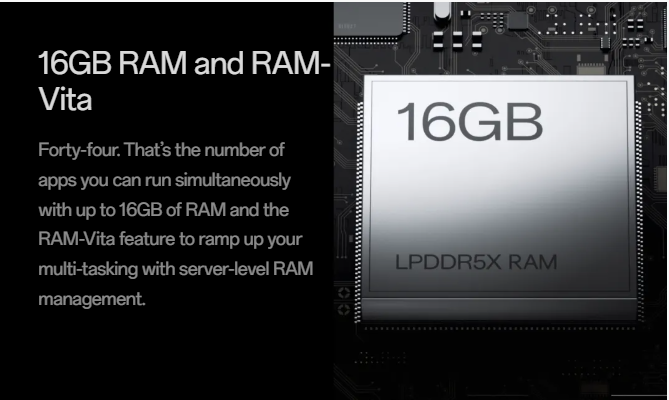 16GB RAM and RAM-
Vita
Forty-four. That's the number of
apps you can run simultaneously
with up to 16GB of RAM and the
RAM-Vita feature to ramp up your
multi-tasking with server-level RAM
management.
16GB
LPDDR5X RAM